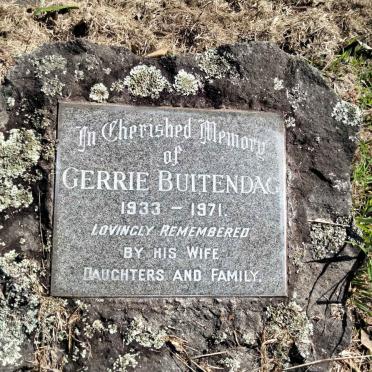 In Cherished Memory
of
GERRIE BUITENDAG
1933 - 1971.
LOVINGLY REMEMBERED
BY HIS WIFE
DAUGHTERS AND FAMILY.